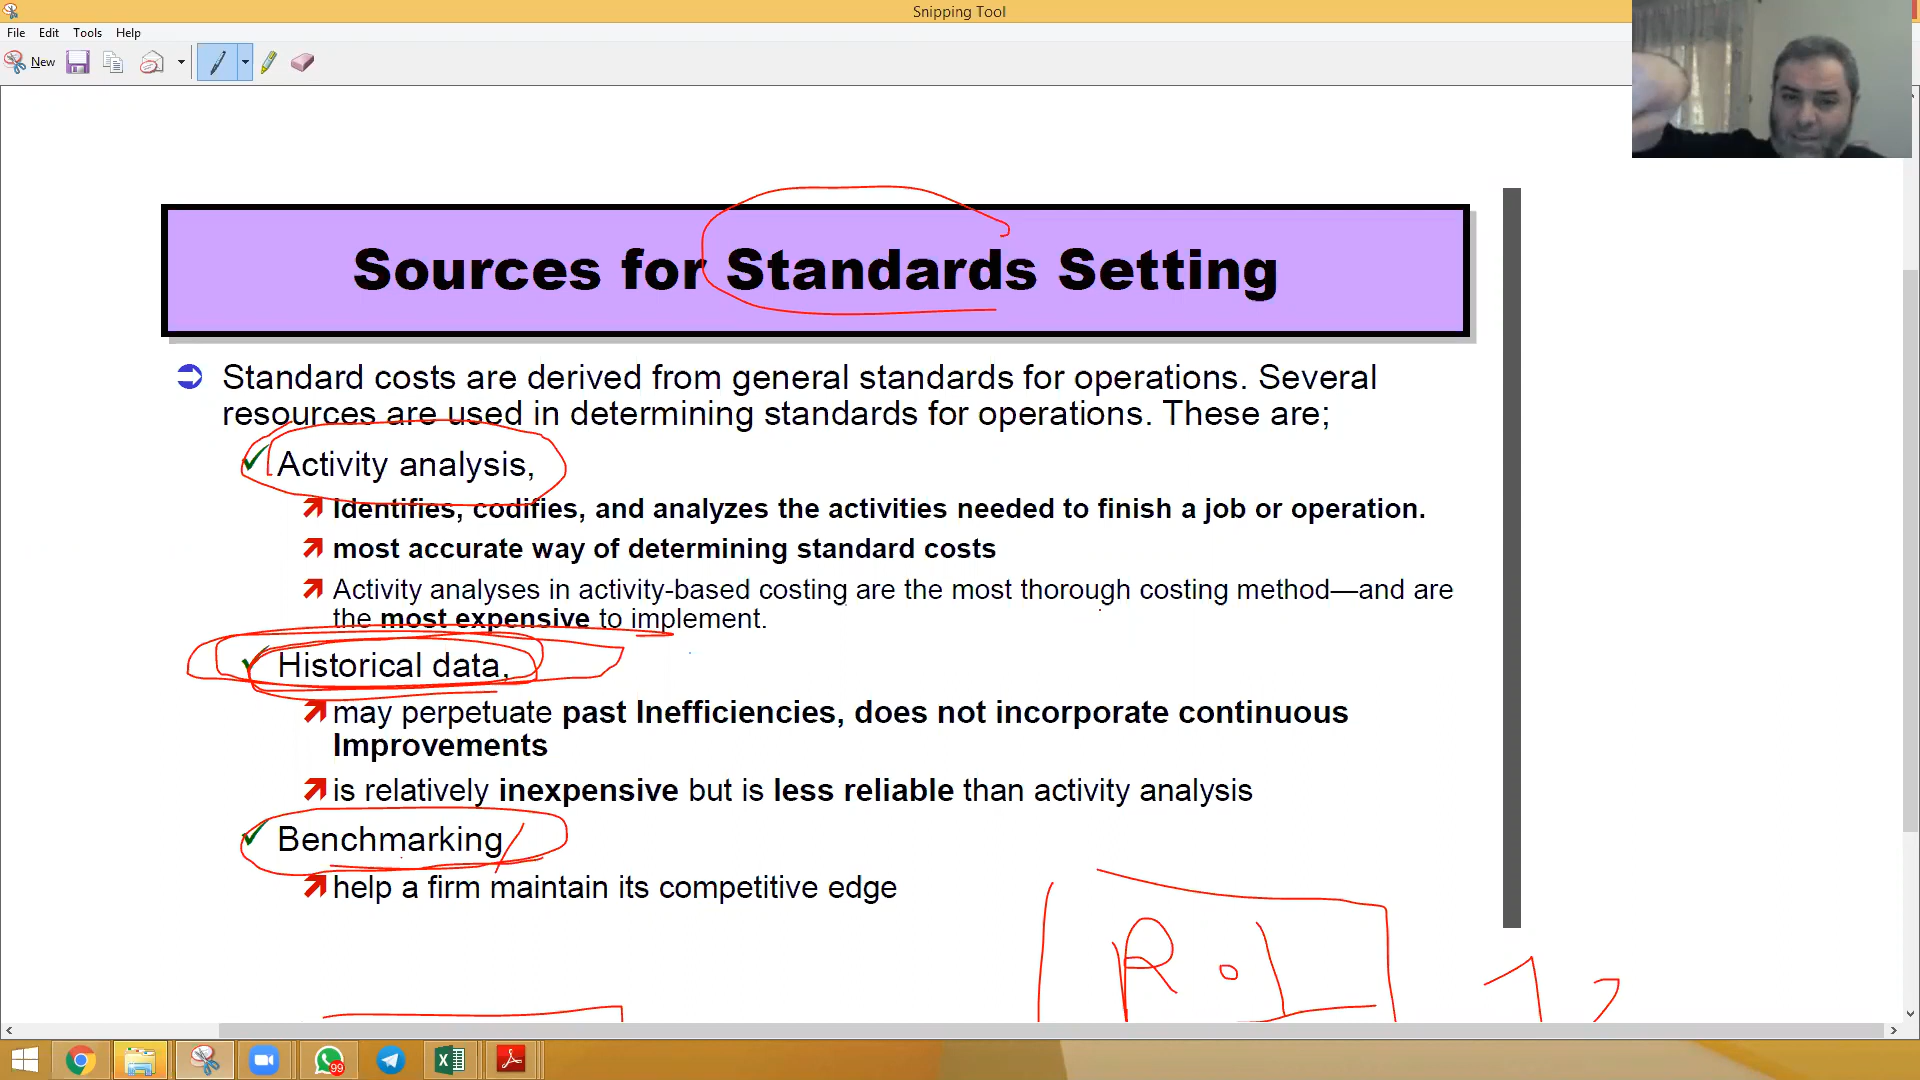 Snipping Tool
File Edit Tools Help
New
Sources for Standards Setting
Standard costs are derived from general standards for operations. Several
resources are used in determining standards for operations. These are;
Activity analysis,
Identifies, codifies, and analyzes the activities needed to finish a job or operation.
most accurate way of determining standard costs
Activity analyses in activity-based costing are the most thorough costing method—and are
the most expensive to implement.
Historical data,
may perpetuate past Inefficiencies, does not incorporate continuous
Improvements
is relatively inexpensive but is less reliable than activity analysis
Benchmarking
help a firm maintain its competitive edge
R.L
99